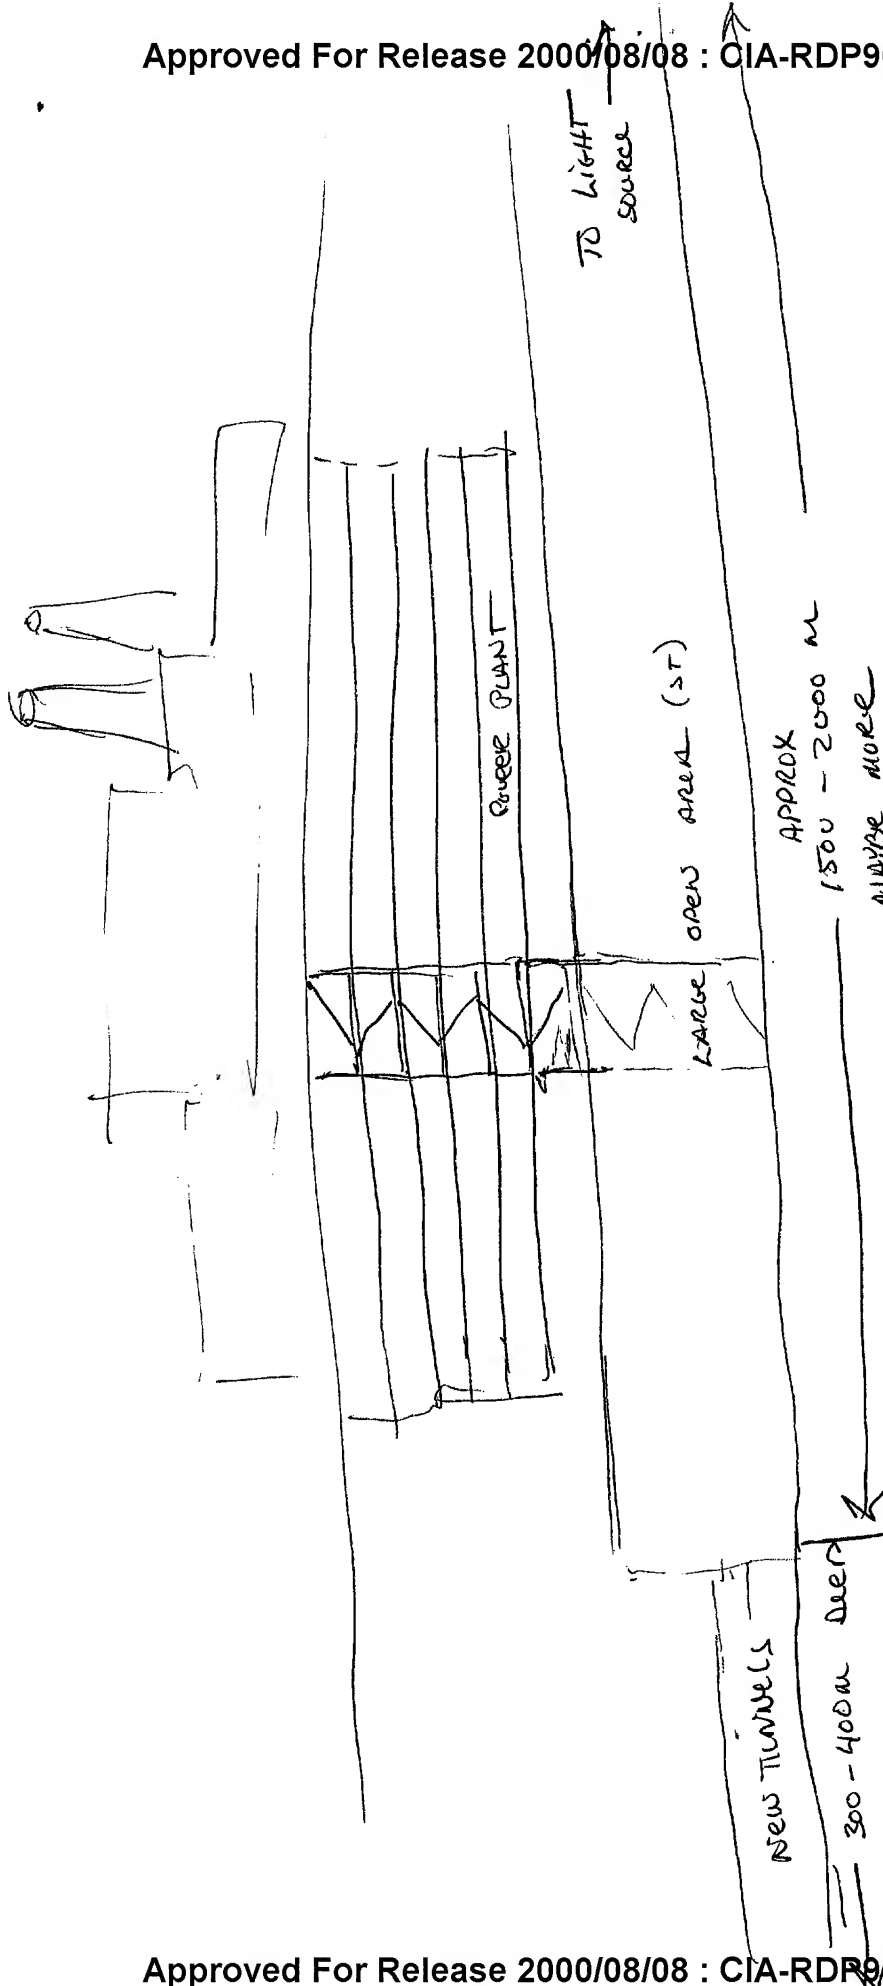 Approved For Release 2000/08/08 : CIA-RDP9
TO LIGHT
SOURCE
POWER PLANT
LARGE OPEN AREA (ST)
APPROX
1500 - 2000 M
MAYBE MORE
NEW TUNNELS
300 - 400M DEEP
Approved For Release 2000/08/08 : CIA-RDP9